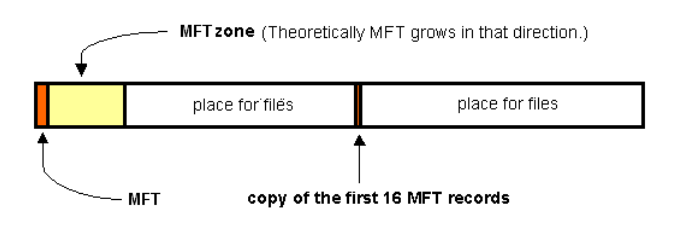 MFT zone (Theoretically MFT grows in that direction.)
place for files
place for files
MFT
copy of the first 16 MFT records